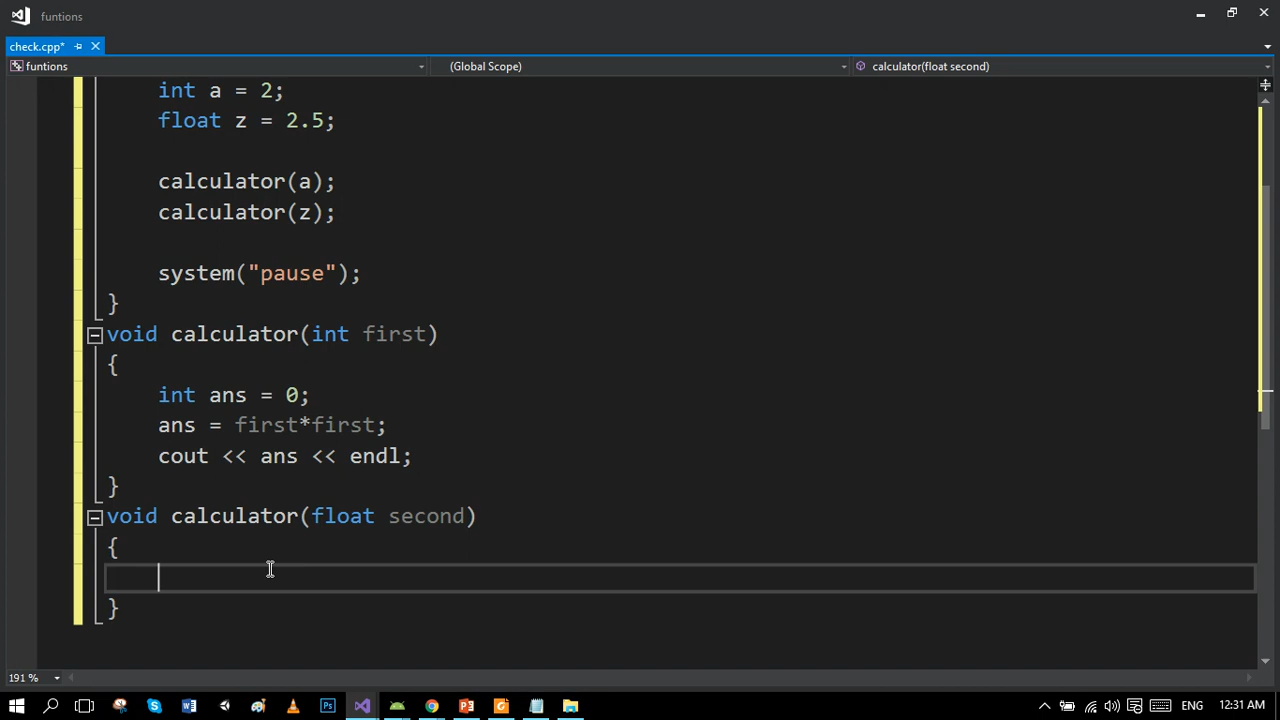 funtions
check.cpp*
funtions (Global Scope) calculator(float second)
int a = 2;
float z = 2.5;
calculator(a);
calculator(z);
system("pause");
}
void calculator(int first)
{
int ans = 0;
ans = first*first;
cout << ans << endl;
}
void calculator(float second)
{
}
191 %
ENG 12:31 AM